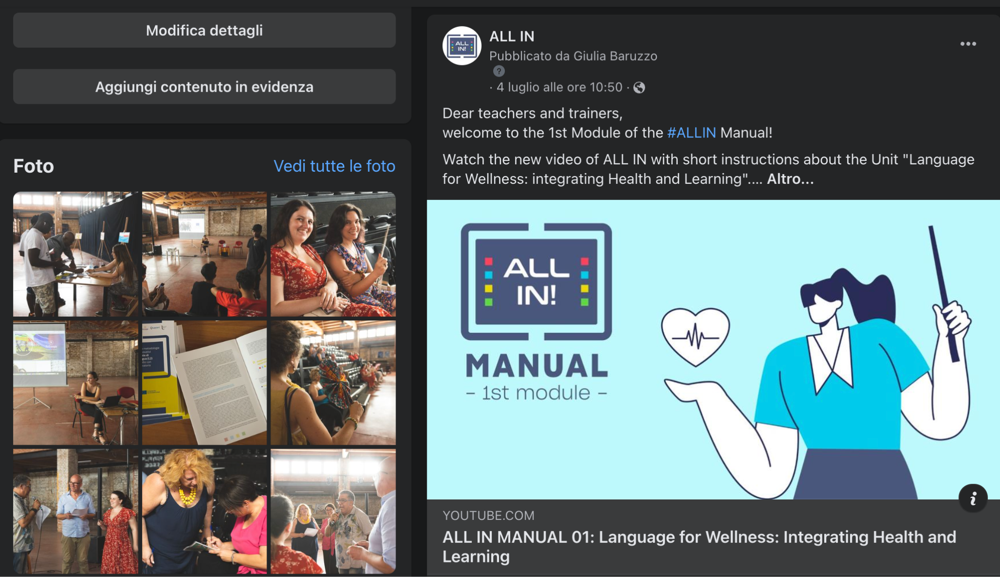 Modifica dettagli
Aggiungi contenuto in evidenza
Foto
Vedi tutte le foto
ALL
IN!
ALL IN
Pubblicato da Giulia Baruzzo
?
· 4 luglio alle ore 10:50 ·
Dear teachers and trainers,
welcome to the 1st Module of the #ALLIN Manual!
Watch the new video of ALL IN with short instructions about the Unit "Language
for Wellness: integrating Health and Learning".... Altro...
ALL
IN!
MANUAL
- 1st module -
i
YOUTUBE.COM
ALL IN MANUAL 01: Language for Wellness: Integrating Health and
Learning